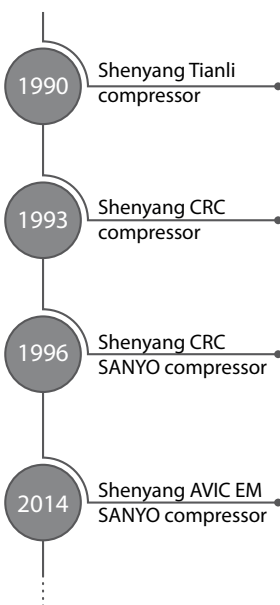 1990
Shenyang Tianli
compressor
1993
Shenyang CRC
compressor
1996
Shenyang CRC
SANYO compressor
2014
Shenyang AVIC EM
SANYO compressor